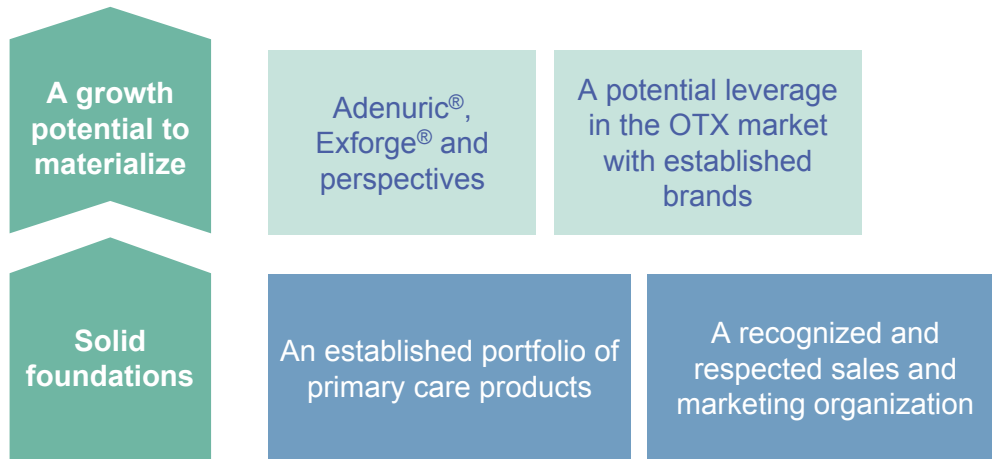 A growth
potential to
materialize
Adenuric®,
Exforge® and
perspectives
A potential leverage
in the OTX market
with established
brands
Solid
foundations
An established portfolio of
primary care products
A recognized and
respected sales and
marketing organization